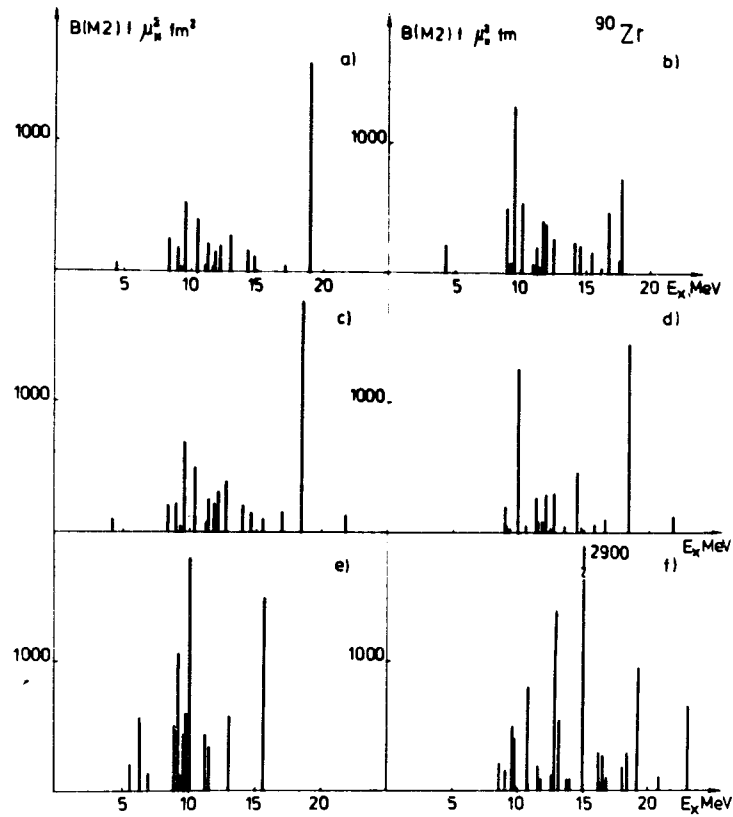 B(M2)↑ μ²ₙ fm²
a)
1000
5 10 15 20
B(M2)↑ μ²ₙ fm
⁹⁰Zr
b)
1000
5 10 15 20 Eₓ, MeV
c)
1000
d)
1000
Eₓ MeV
e)
1000
5 10 15 20
2900
f)
1000
5 10 15 20 Eₓ MeV